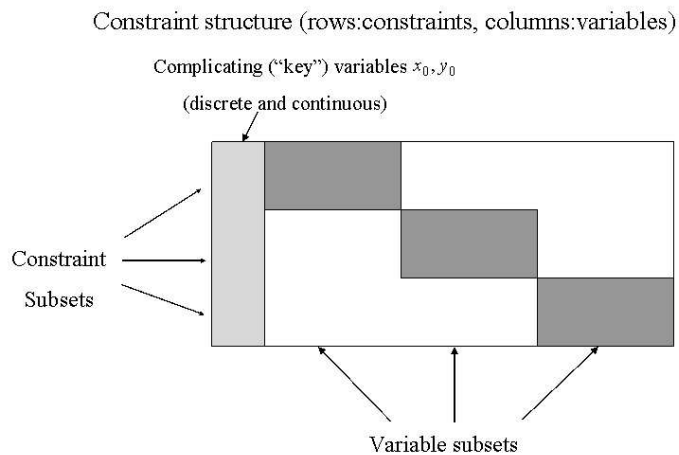 Constraint structure (rows:constraints, columns:variables)
Complicating (“key”) variables x₀, y₀
(discrete and continuous)
Constraint
Subsets
Variable subsets